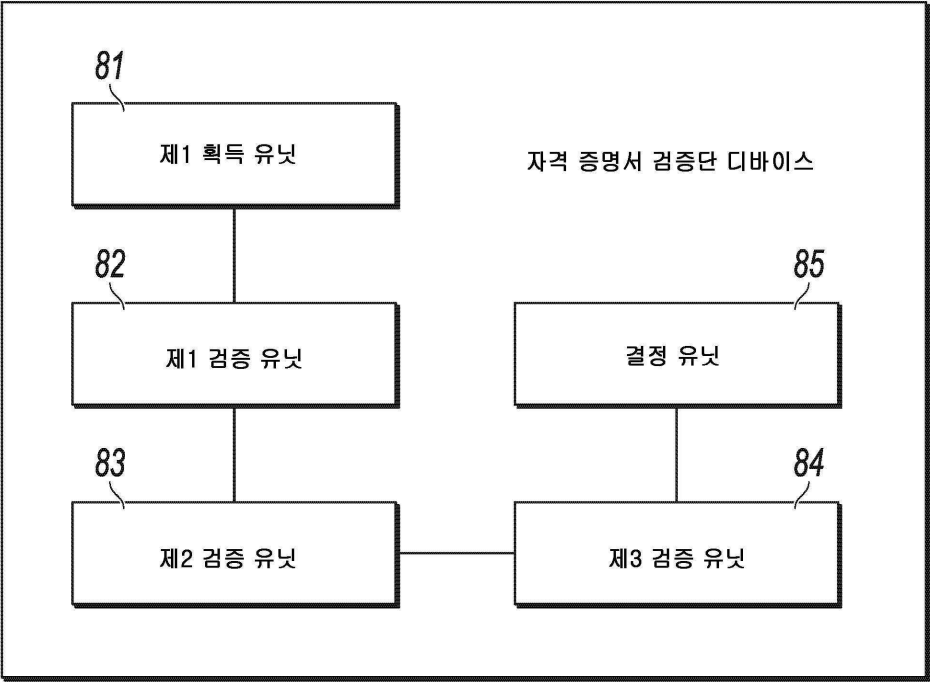 81
제1 획득 유닛
자격 증명서 검증단 디바이스
82
제1 검증 유닛
85
결정 유닛
83
제2 검증 유닛
84
제3 검증 유닛